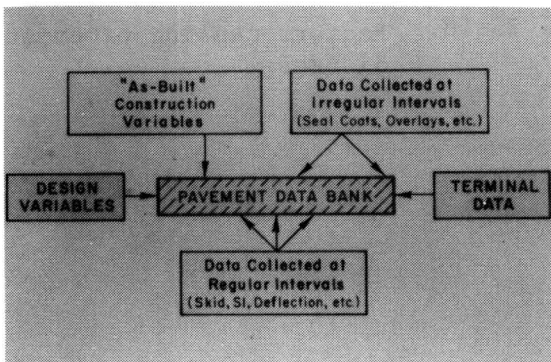 "As-Built"
Construction
Variables
Data Collected at
Irregular Intervals
(Seal Coats, Overlays, etc.)
DESIGN
VARIABLES
PAVEMENT DATA BANK
TERMINAL
DATA
Data Collected at
Regular Intervals
(Skid, SI, Deflection, etc.)